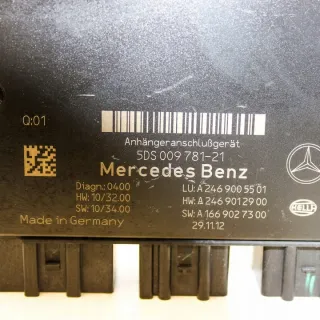 Q:01
Anhängeranschlußgerät
5DS 009 781-21
Mercedes Benz
Diagn.: 0400
HW: 10/32.00
SW: 10/34.00
Made in Germany
LU: A 246 900 55 01
HW: A 246 901 29 00
SW: A 166 902 73 00
29.11.12
HELLA